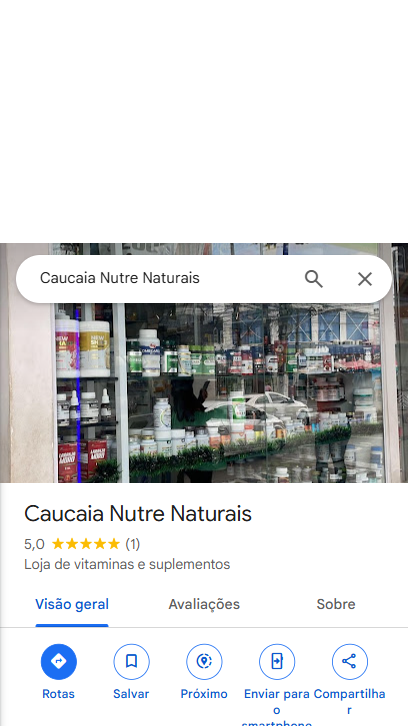 Caucaia Nutre Naturais
NEW
Caucaia Nutre Naturais
5,0 (1)
Loja de vitaminas e suplementos
Visão geral
Avaliações
Sobre
Rotas
Salvar
Próximo
Enviar para o smartphone
Compartilhar